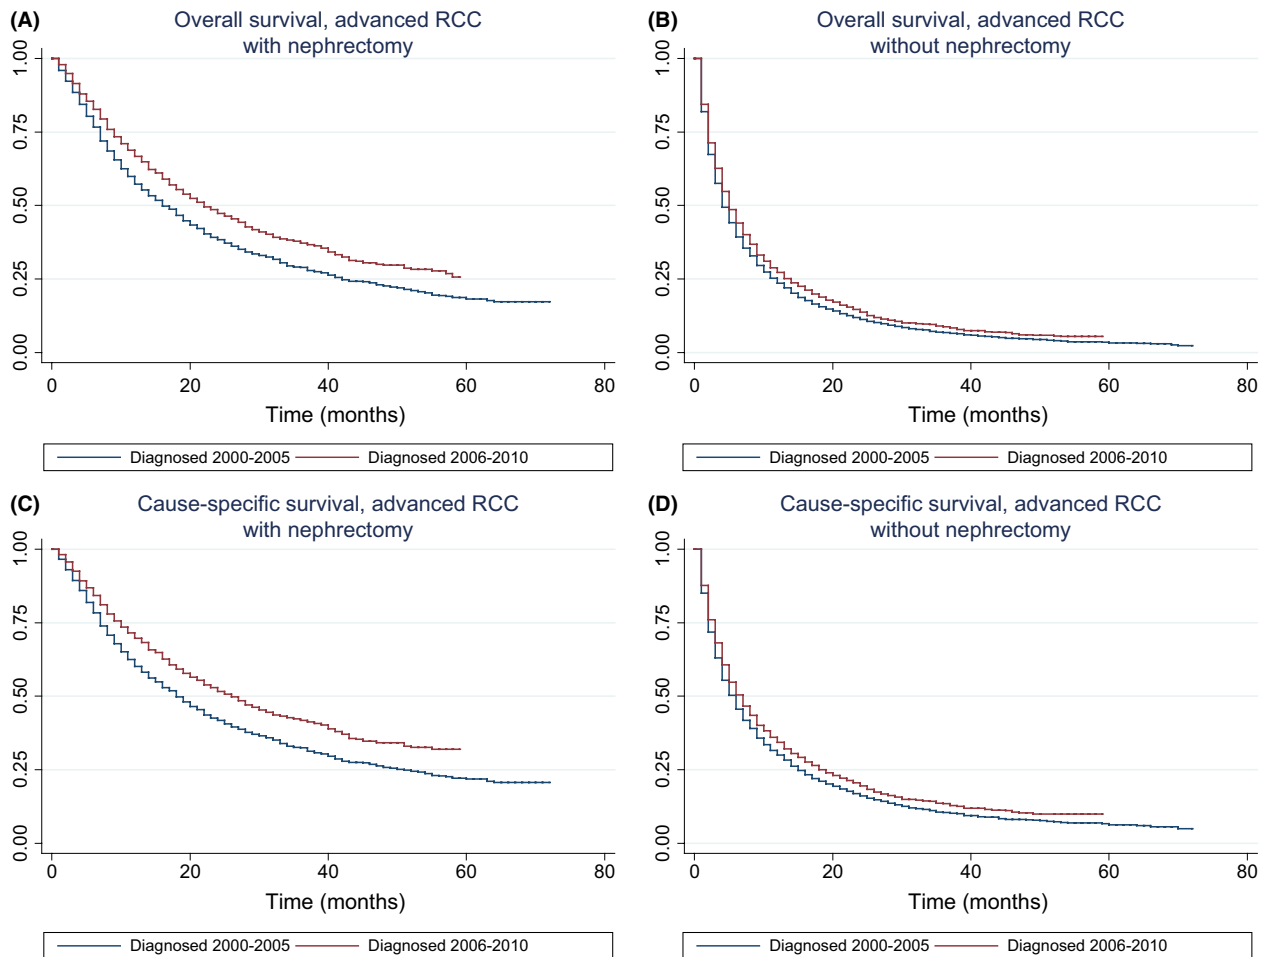 (A)
Overall survival, advanced RCC
with nephrectomy
1.00
0.75
0.50
0.25
0.00
0 20 40 60 80
Time (months)
Diagnosed 2000-2005 Diagnosed 2006-2010
(B)
Overall survival, advanced RCC
without nephrectomy
1.00
0.75
0.50
0.25
0.00
0 20 40 60 80
Time (months)
Diagnosed 2000-2005 Diagnosed 2006-2010
(C)
Cause-specific survival, advanced RCC
with nephrectomy
1.00
0.75
0.50
0.25
0.00
0 20 40 60 80
Time (months)
Diagnosed 2000-2005 Diagnosed 2006-2010
(D)
Cause-specific survival, advanced RCC
without nephrectomy
1.00
0.75
0.50
0.25
0.00
0 20 40 60 80
Time (months)
Diagnosed 2000-2005 Diagnosed 2006-2010